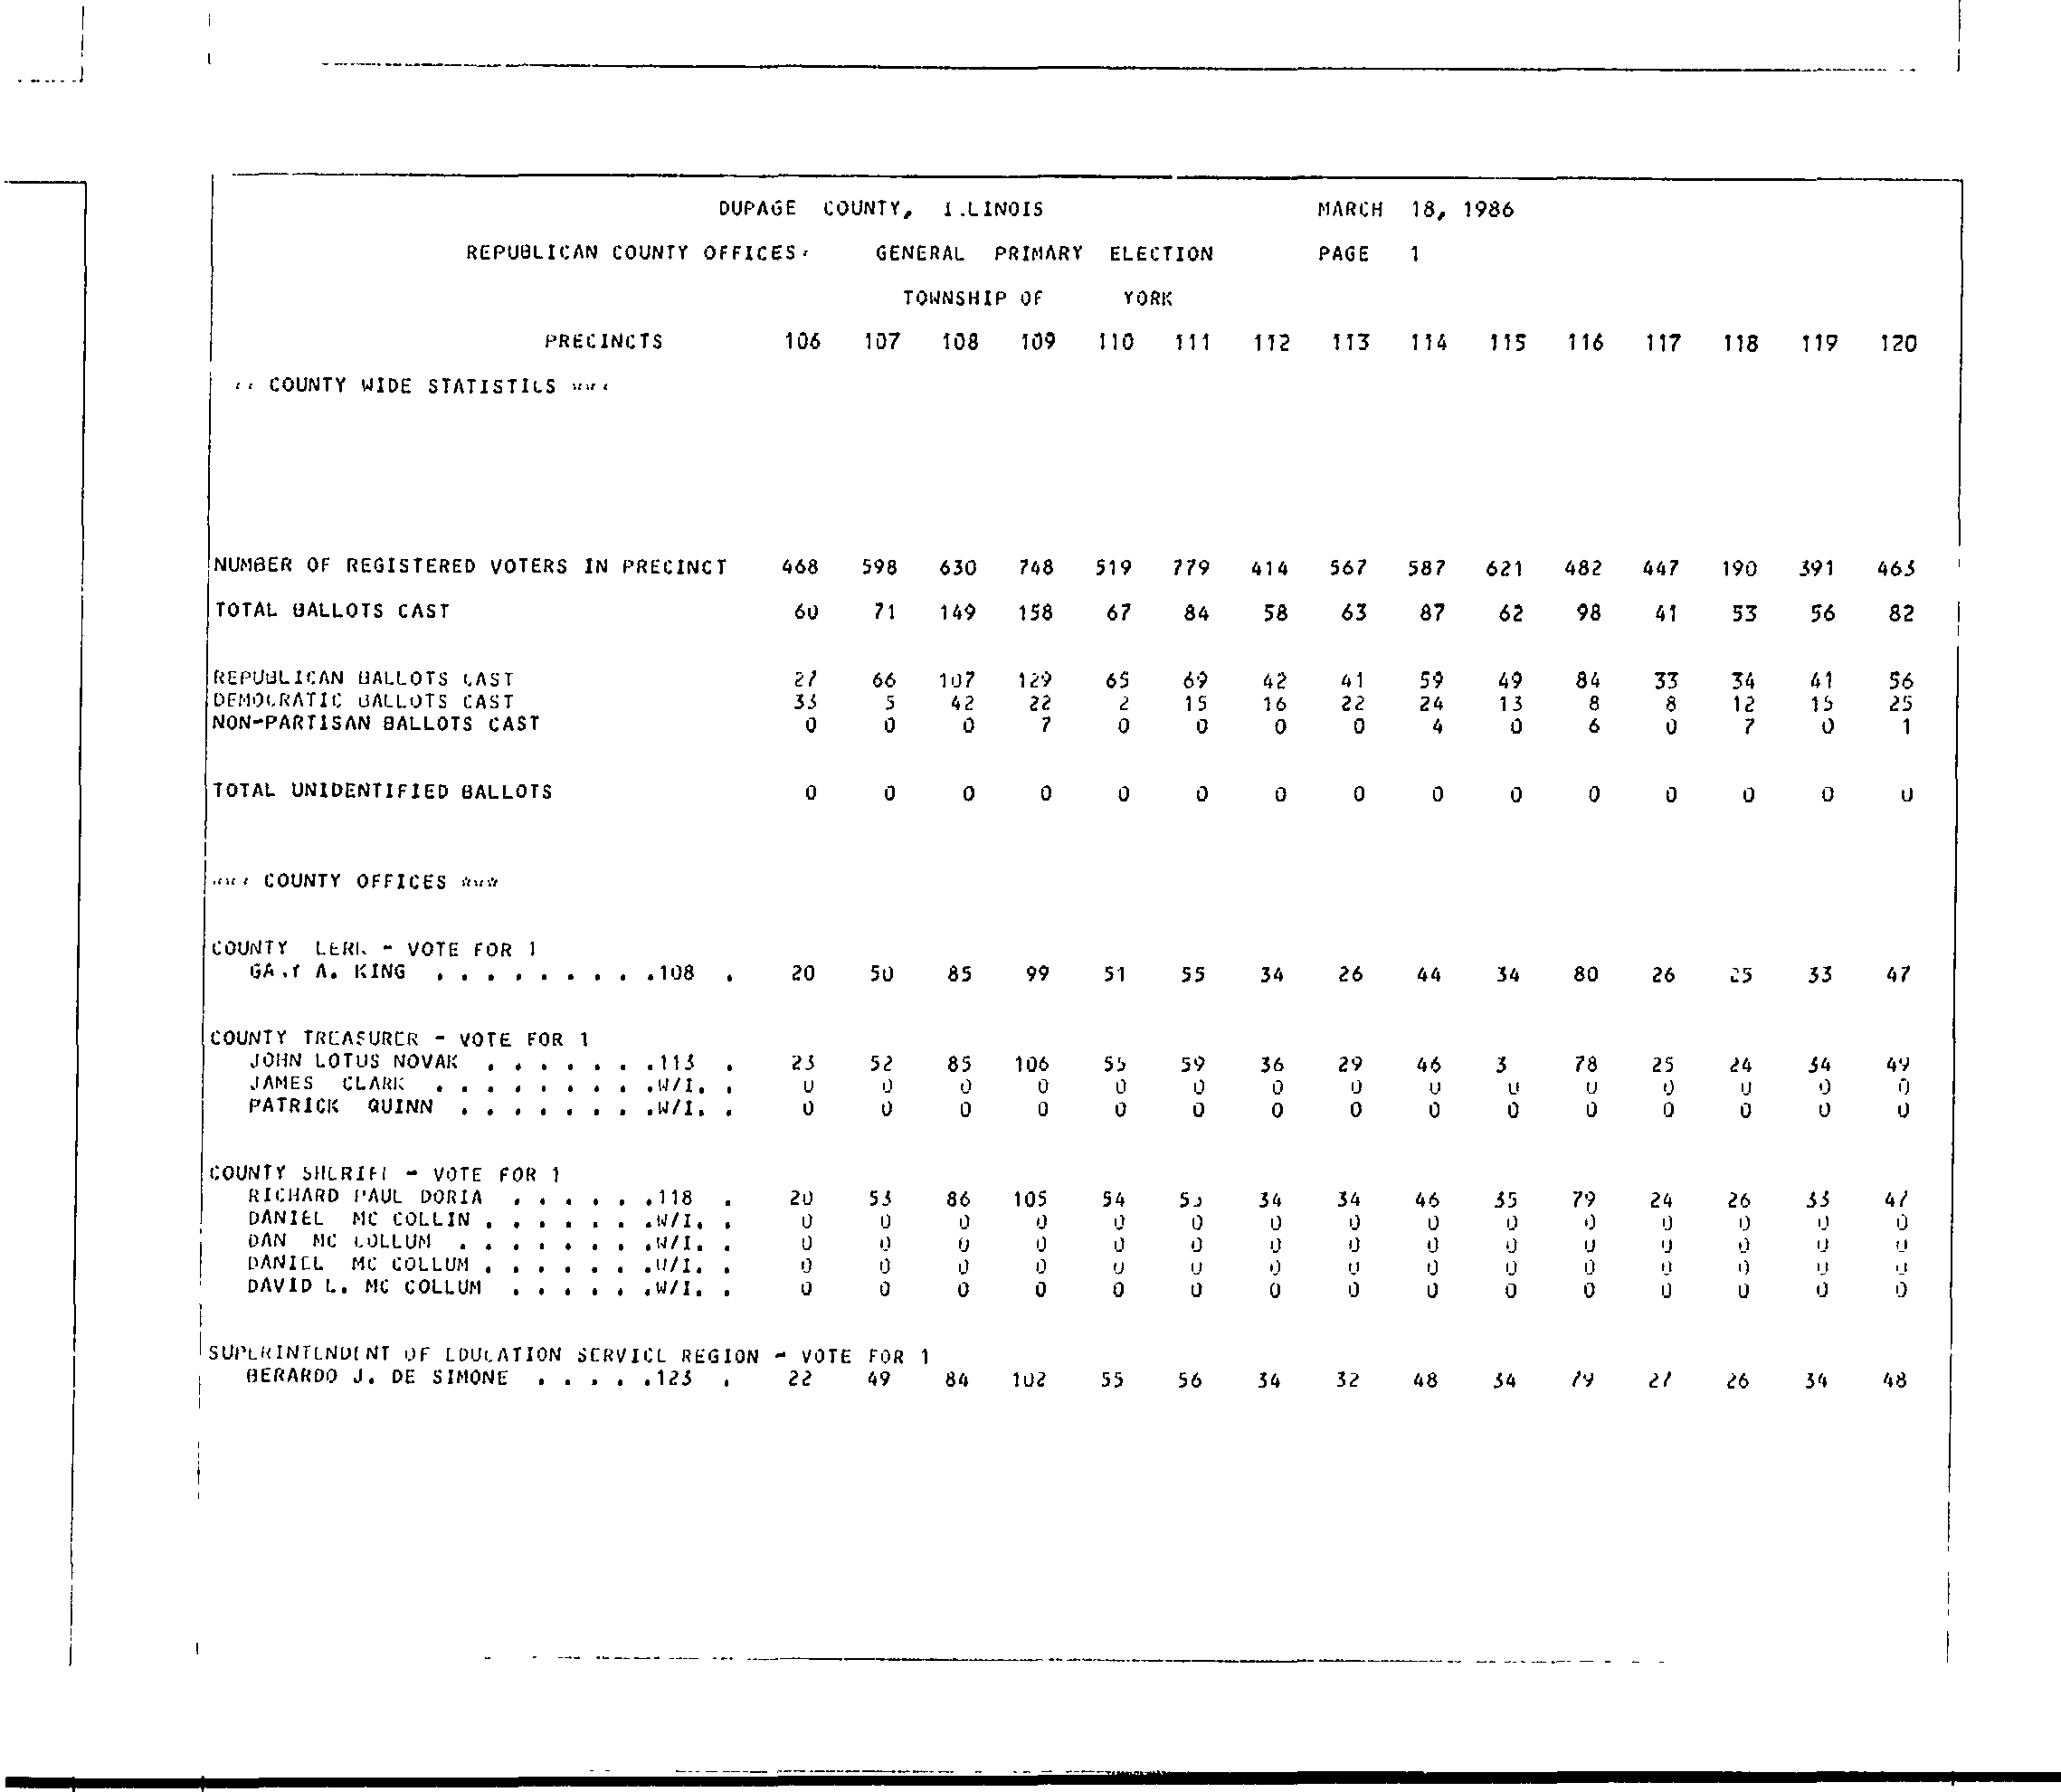 DUPAGE COUNTY, I.LINOIS MARCH 18, 1986
REPUBLICAN COUNTY OFFICES GENERAL PRIMARY ELECTION PAGE 1
TOWNSHIP OF YORK
PRECINCTS 106 107 108 109 110 111 112 113 114 115 116 117 118 119 120
COUNTY WIDE STATISTICS ***
NUMBER OF REGISTERED VOTERS IN PRECINCT 468 598 630 748 519 779 414 567 587 621 482 447 190 391 463
TOTAL BALLOTS CAST 60 71 149 158 67 84 58 63 87 62 98 41 53 56 82
REPUBLICAN BALLOTS CAST 27 66 107 129 65 69 42 41 59 49 84 33 34 41 56
DEMOCRATIC BALLOTS CAST 33 5 42 22 2 15 16 22 24 13 8 8 12 15 25
NON-PARTISAN BALLOTS CAST 0 0 0 7 0 0 0 0 4 0 6 0 7 0 1
TOTAL UNIDENTIFIED BALLOTS 0 0 0 0 0 0 0 0 0 0 0 0 0 0 0
*** COUNTY OFFICES ***
COUNTY LERK - VOTE FOR 1
GA.Y A. KING . . . . . . . . .108 . 20 50 85 99 51 55 34 26 44 34 80 26 25 33 47
COUNTY TREASURER - VOTE FOR 1
JOHN LOTUS NOVAK . . . . . . .113 . 23 52 85 106 55 59 36 29 46 3 78 25 24 34 49
JAMES CLARK . . . . . . . . .W/I. . 0 0 0 0 0 0 0 0 0 0 0 0 0 0 0
PATRICK QUINN . . . . . . . .W/I. . 0 0 0 0 0 0 0 0 0 0 0 0 0 0 0
COUNTY SHERIFF - VOTE FOR 1
RICHARD PAUL DORIA . . . . . .118 . 20 53 86 105 54 34 34 46 35 79 24 26 33 47
DANIEL MC COLLIN . . . . . . .W/I. . 0 0 0 0 0 0 0 0 0 0 0 0 0 0 0
DAN MC COLLUM . . . . . . . .W/I. . 0 0 0 0 0 0 0 0 0 0 0 0 0 0 0
DANIEL MC COLLUM . . . . . . .W/I. . 0 0 0 0 0 0 0 0 0 0 0 0 0 0 0
DAVID L. MC COLLUM . . . . . .W/I. . 0 0 0 0 0 0 0 0 0 0 0 0 0 0 0
SUPERINTENDENT OF EDUCATION SERVICE REGION - VOTE FOR 1
BERARDO J. DE SIMONE . . . . .123 . 22 49 84 102 55 56 34 32 48 34 79 27 26 34 48